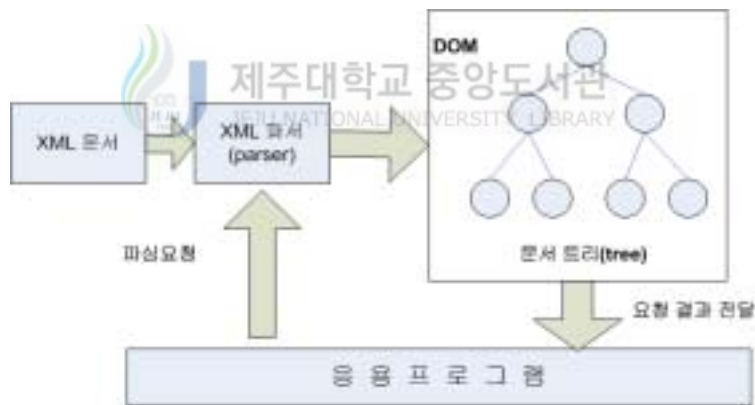 DOM
제주대학교 중앙도서관
JEJU NATIONAL UNIVERSITY LIBRARY
XML 문서
XML 파서
(parser)
문서 트리(tree)
파싱요청
요청 결과 전달
응용프로그램